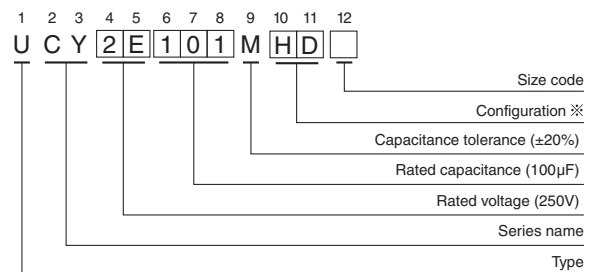 1 2 3 4 5 6 7 8 9 10 11 12
U C Y 2 E 1 0 1 M H D
Size code
Configuration ※
Capacitance tolerance (±20%)
Rated capacitance (100µF)
Rated voltage (250V)
Series name
Type